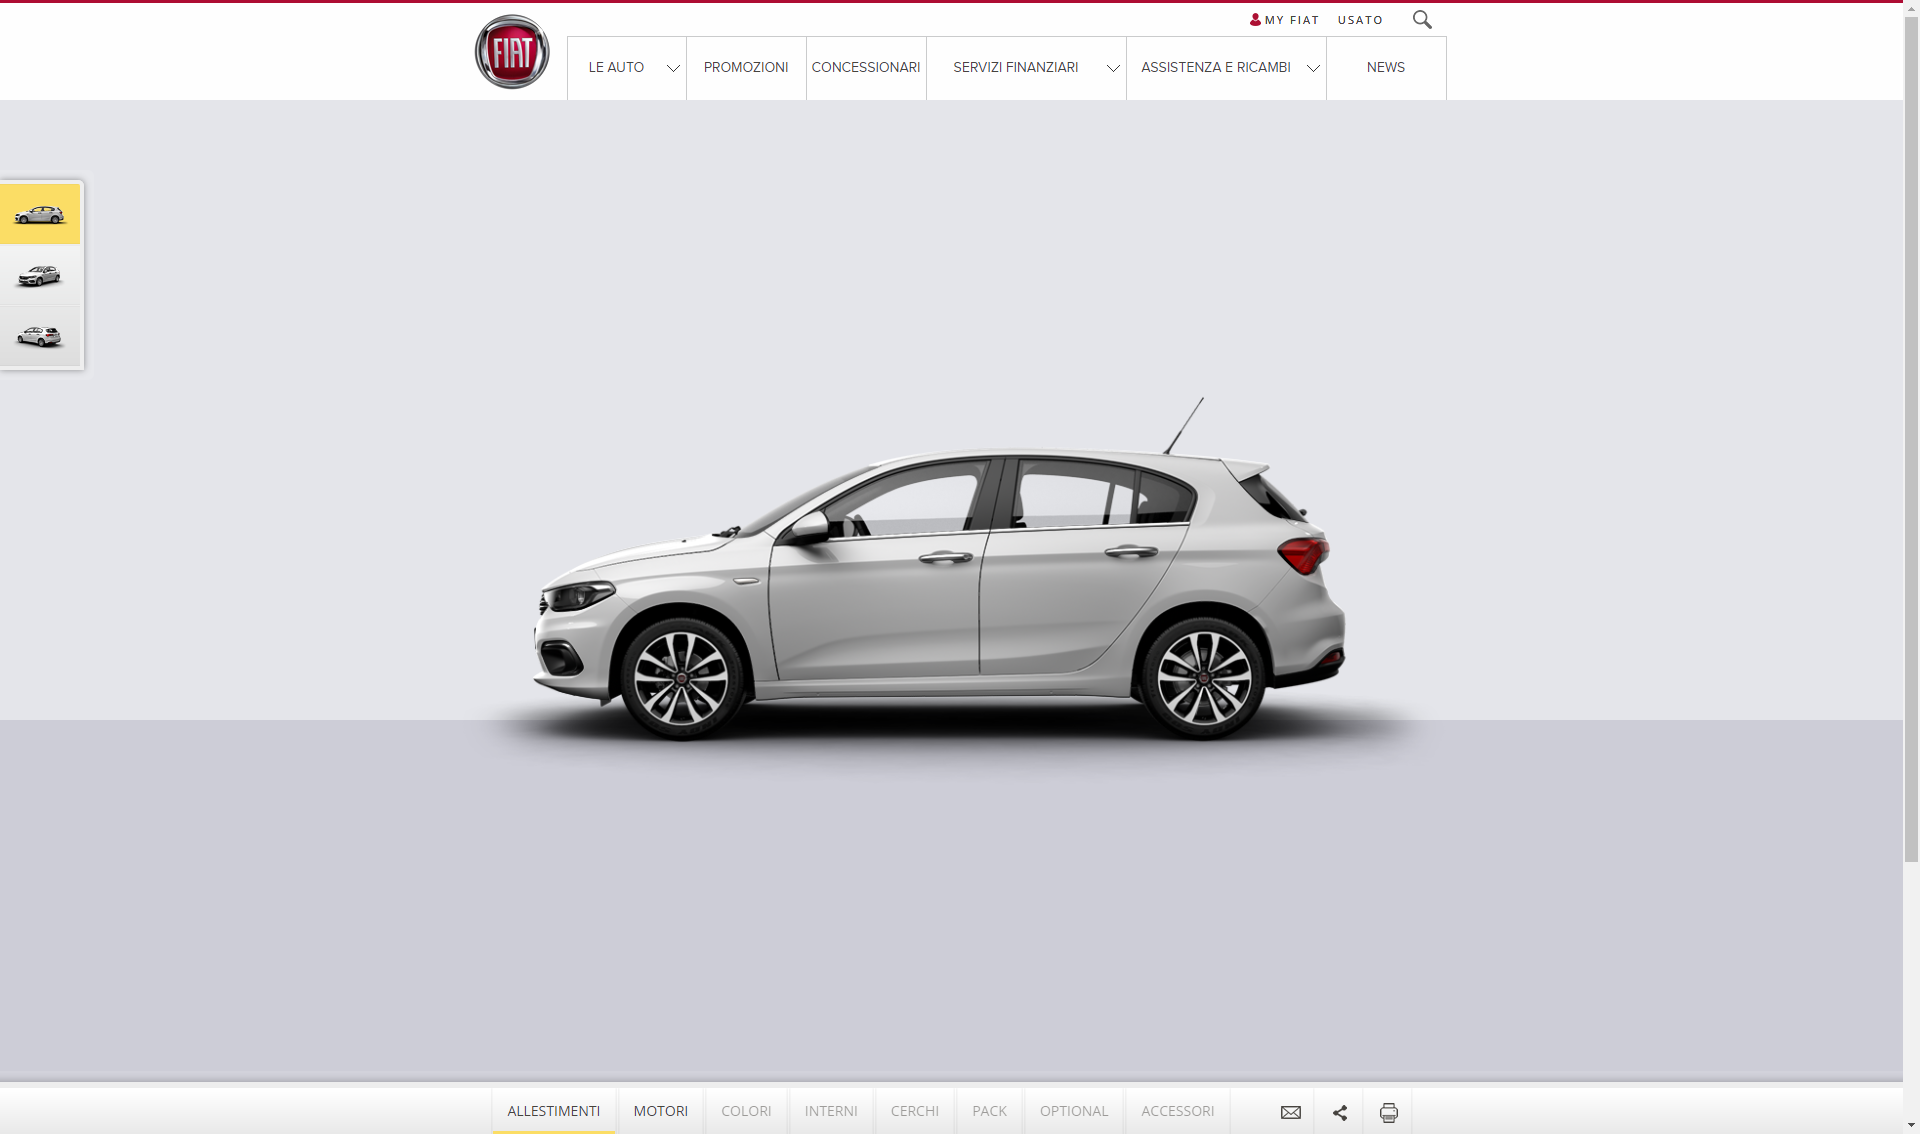 MY FIAT USATO
FIAT
LE AUTO PROMOZIONI CONCESSIONARI SERVIZI FINANZIARI ASSISTENZA E RICAMBI NEWS
ALLESTIMENTI MOTORI COLORI INTERNI CERCHI PACK OPTIONAL ACCESSORI